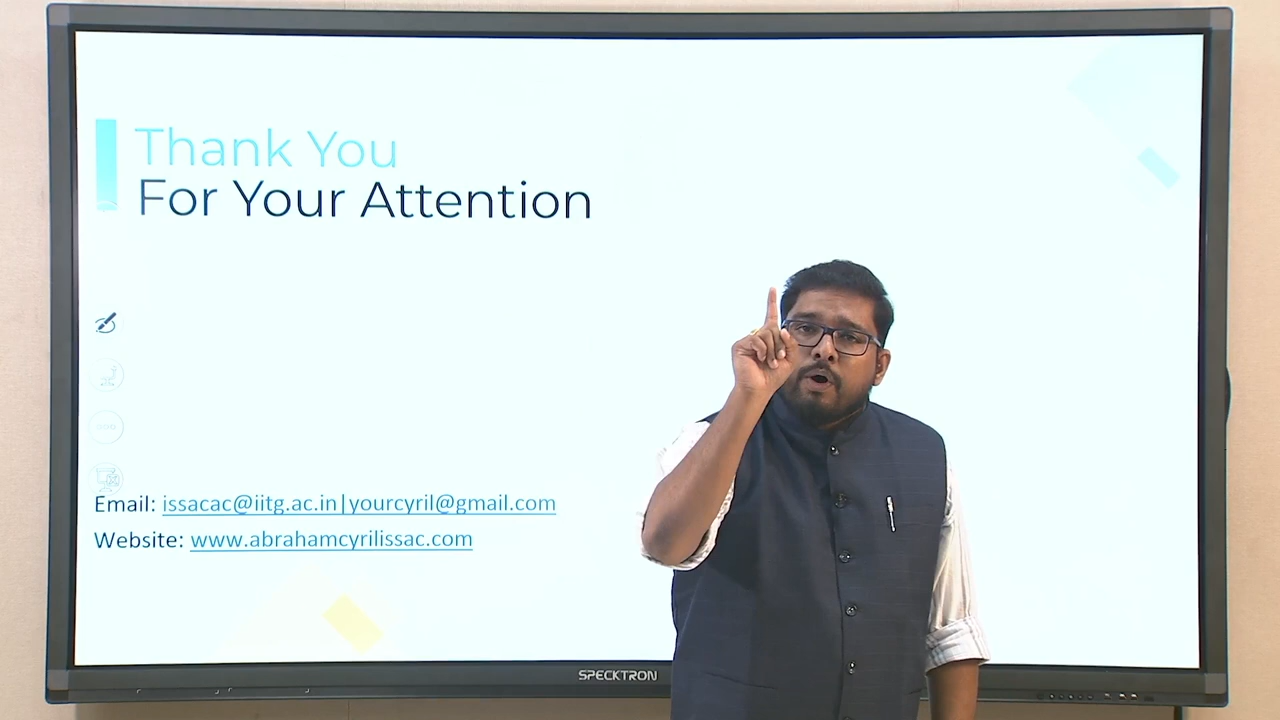 Thank You
For Your Attention
Email: issacac@iitg.ac.in|yourcyril@gmail.com
Website: www.abrahamcyrilissac.com
SPECKTRON